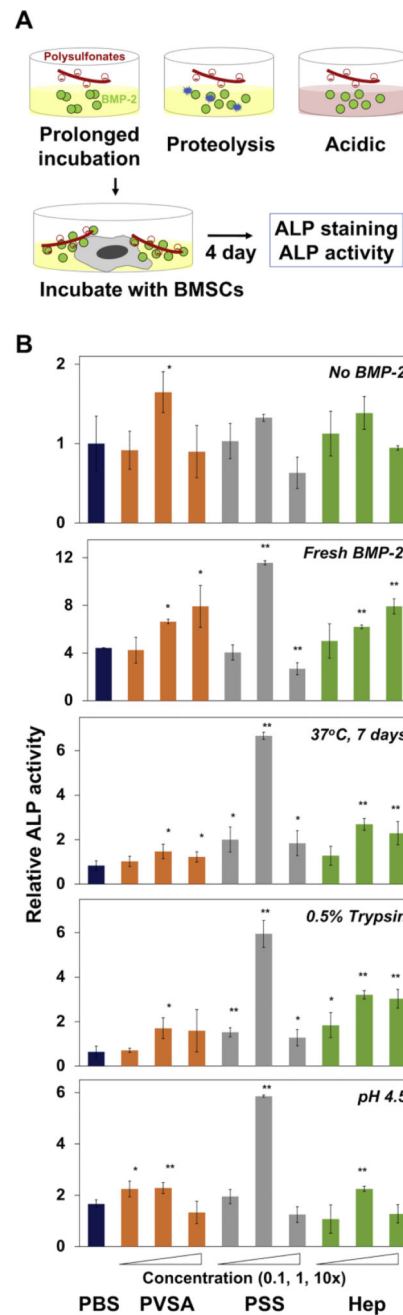 A
Polysulfonates
BMP-2
Prolonged
incubation
Proteolysis
Acidic
4 day
ALP staining
ALP activity
Incubate with BMSCs
B
Relative ALP activity
No BMP-2
2
*
1
0
Fresh BMP-2
12
**
8
*
*
**
**
4
**
0
37°C, 7 days
6
**
4
*
*
*
*
**
**
2
0
0.5% Trypsin
6
**
4
*
**
*
*
**
**
2
0
pH 4.5
6
**
4
*
**
**
2
0
Concentration (0.1, 1, 10x)
PBS PVSA PSS Hep